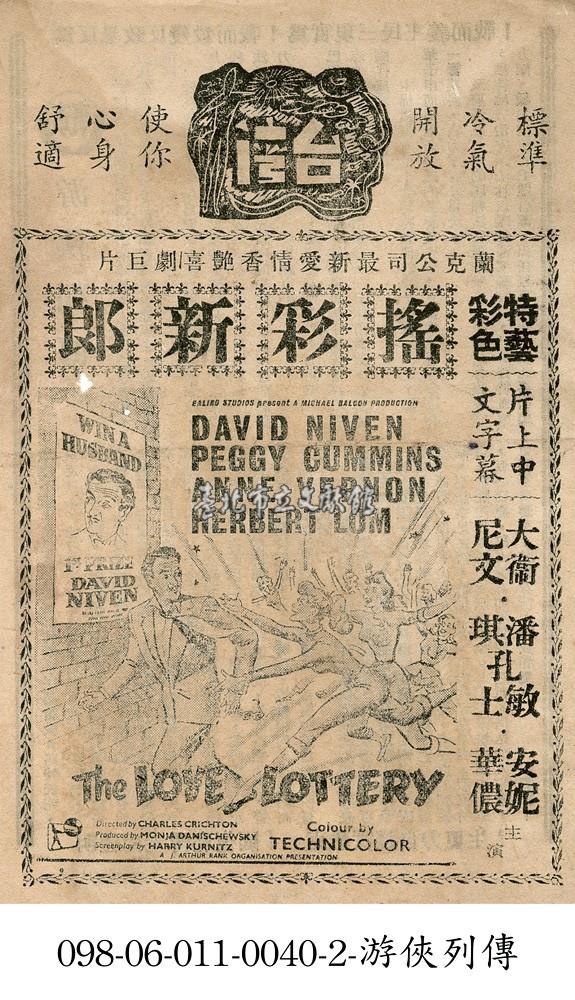 標準
冷氣
開放
台
使你
心身
舒適
蘭克公司最新愛情香艷喜劇巨片
搖彩新郎
特藝彩色
片上中文字幕
大衛尼文・潘琪孔敏士・安妮華儂
主演
EALING STUDIOS present A MICHAEL BALCON PRODUCTION
DAVID NIVEN
PEGGY CUMMINS
ANNE VERNON
HERBERT LOM
臺北市立文獻館
WIN A
HUSBAND
1ST PRIZE
DAVID
NIVEN
The LOVE LOTTERY
Directed by CHARLES CRICHTON
Produced by MONJA DANISCHEWSKY
Screenplay by HARRY KURNITZ
Colour by
TECHNICOLOR
A J. ARTHUR RANK ORGANISATION PRESENTATION
098-06-011-0040-2-游俠列傳